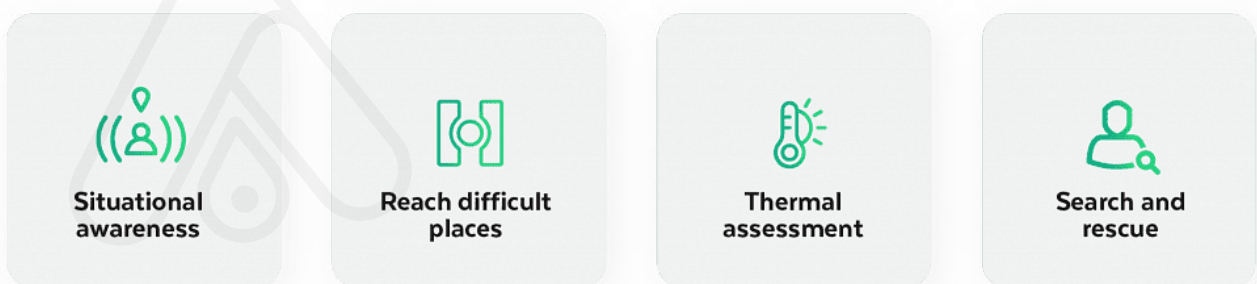 Situational
awareness
Reach difficult
places
Thermal
assessment
Search and
rescue